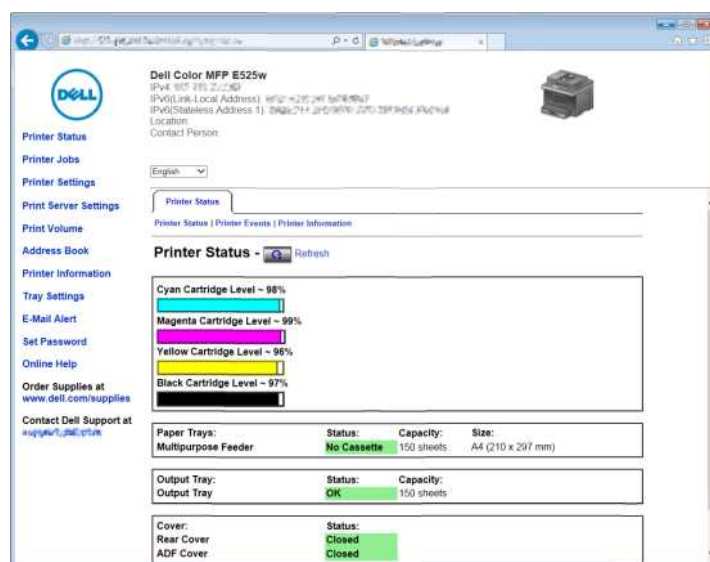 DELL
Dell Color MFP E525w
IPv4:
IPv6(Link-Local Address):
IPv6(Stateless Address 1):
Location:
Contact Person:
English
Printer Status
Printer Jobs
Printer Settings
Print Server Settings
Print Volume
Address Book
Printer Information
Tray Settings
E-Mail Alert
Set Password
Online Help
Order Supplies at
www.dell.com/supplies
Contact Dell Support at
Printer Status
Printer Status | Printer Events | Printer Information
Printer Status - Refresh
Cyan Cartridge Level ~ 98%
Magenta Cartridge Level ~ 99%
Yellow Cartridge Level ~ 96%
Black Cartridge Level ~ 97%
Paper Trays: Status: Capacity: Size:
Multipurpose Feeder No Cassette 150 sheets A4 (210 x 297 mm)
Output Tray: Status: Capacity:
Output Tray OK 150 sheets
Cover: Status:
Rear Cover Closed
ADF Cover Closed